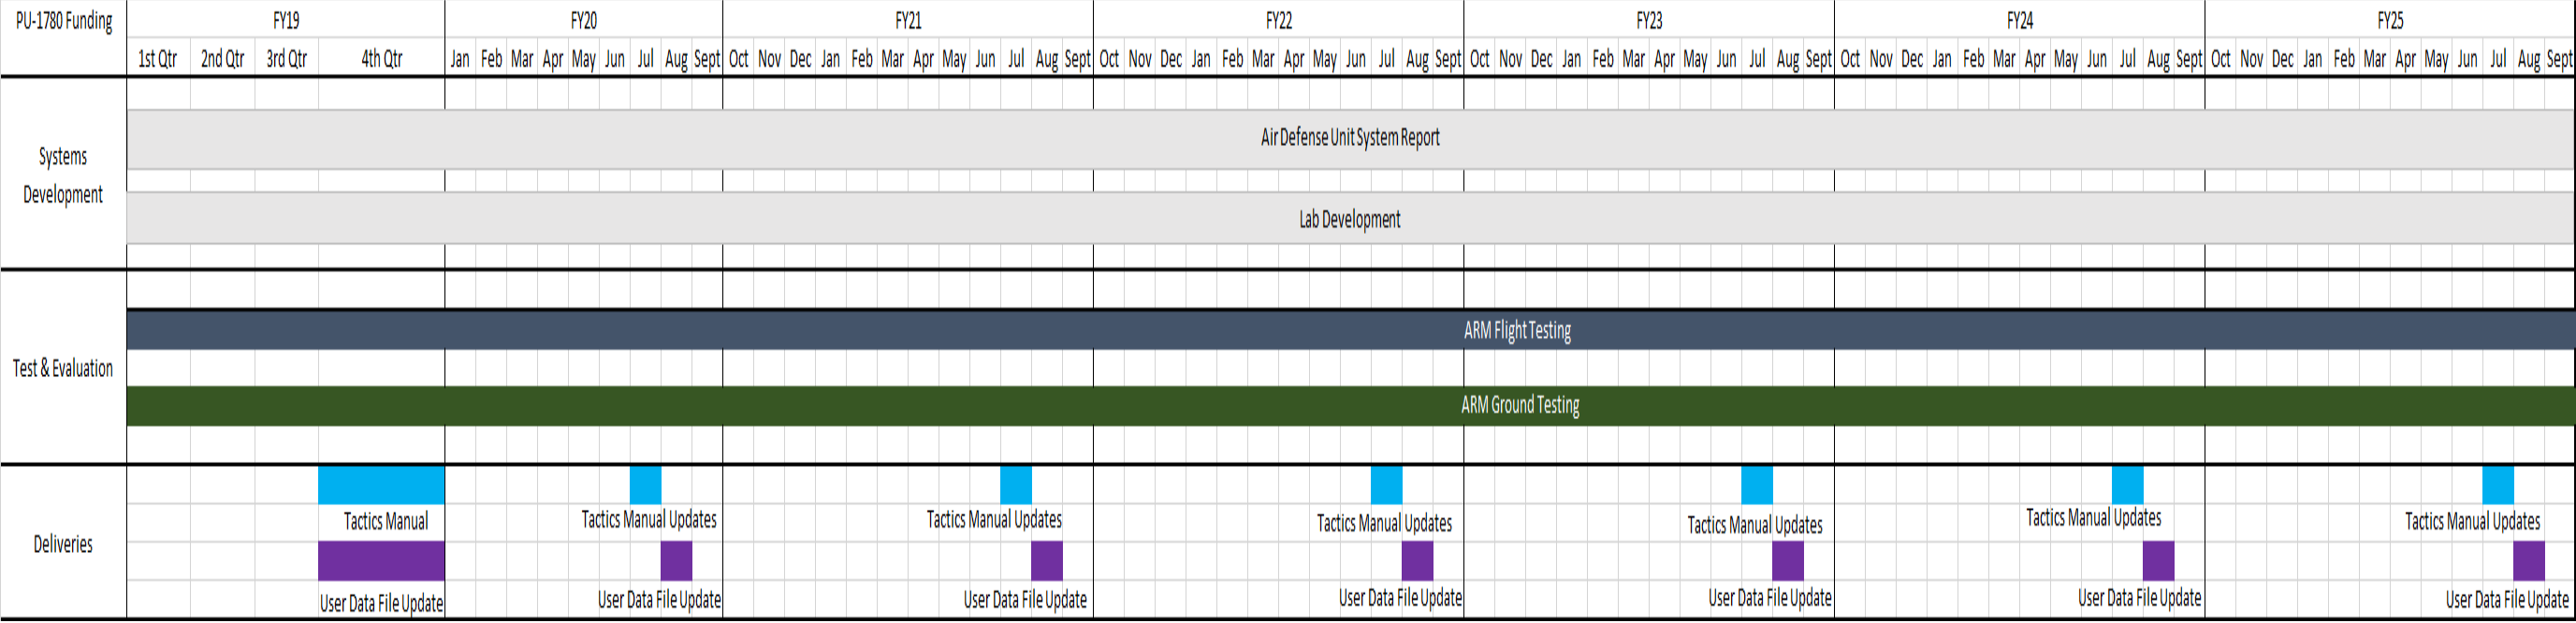 PU-1780 Funding FY19 FY20 FY21 FY22 FY23 FY24 FY25
1st Qtr 2nd Qtr 3rd Qtr 4th Qtr Jan Feb Mar Apr May Jun Jul Aug Sept Oct Nov Dec Jan Feb Mar Apr May Jun Jul Aug Sept Oct Nov Dec Jan Feb Mar Apr May Jun Jul Aug Sept Oct Nov Dec Jan Feb Mar Apr May Jun Jul Aug Sept Oct Nov Dec Jan Feb Mar Apr May Jun Jul Aug Sept Oct Nov Dec Jan Feb Mar Apr May Jun Jul Aug Sept
Systems
Development
Air Defense Unit System Report
Lab Development
Test & Evaluation
ARM Flight Testing
ARM Ground Testing
Deliveries
Tactics Manual Tactics Manual Updates Tactics Manual Updates Tactics Manual Updates Tactics Manual Updates Tactics Manual Updates Tactics Manual Updates
User Data File Update User Data File Update User Data File Update User Data File Update User Data File Update User Data File Update User Data File Update